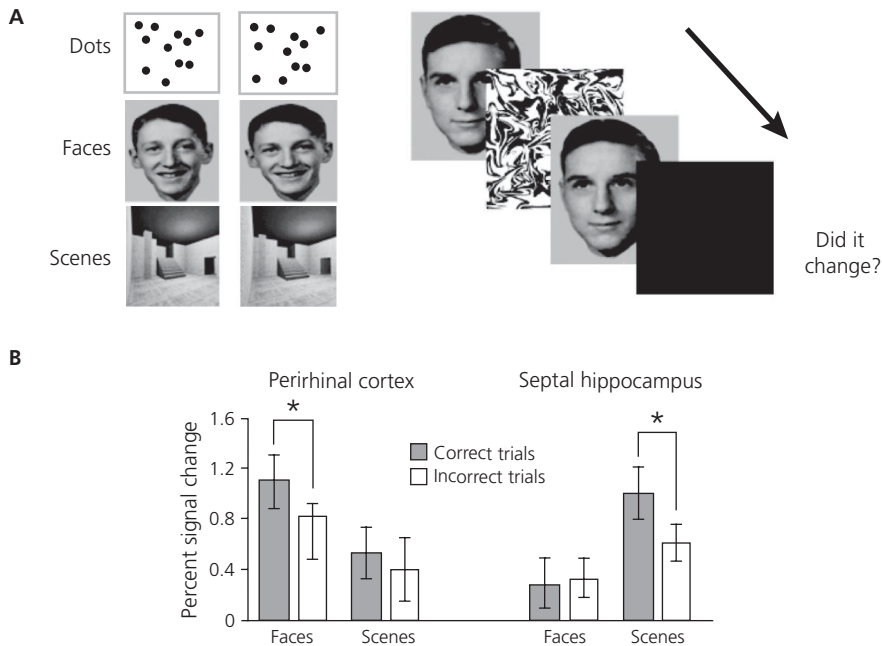 A
Dots
Faces
Scenes
Did it
change?
B
Perirhinal cortex
Septal hippocampus
Percent signal change
1.6
1.2
0.8
0.4
0
*
*
Correct trials
Incorrect trials
Faces
Scenes
Faces
Scenes